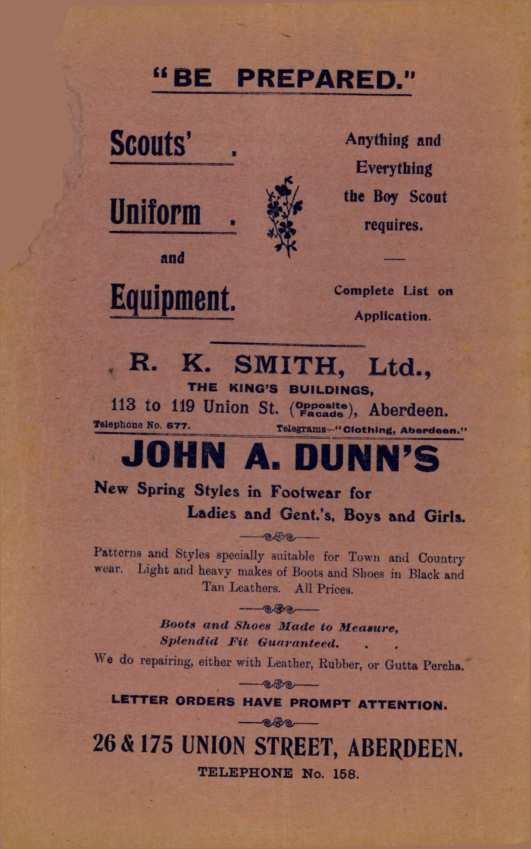 "BE PREPARED."
Scouts' .
Uniform .
and
Equipment.
Anything and
Everything
the Boy Scout
requires.
Complete List on
Application.
R. K. SMITH, Ltd.,
THE KING'S BUILDINGS,
113 to 119 Union St. (Opposite Facade), Aberdeen.
Telephone No. 677. Telegrams—"Clothing, Aberdeen."
JOHN A. DUNN'S
New Spring Styles in Footwear for
Ladies and Gent.'s, Boys and Girls.
Patterns and Styles specially suitable for Town and Country
wear. Light and heavy makes of Boots and Shoes in Black and
Tan Leathers. All Prices.
Boots and Shoes Made to Measure,
Splendid Fit Guaranteed. . .
We do repairing, either with Leather, Rubber, or Gutta Percha.
LETTER ORDERS HAVE PROMPT ATTENTION.
26 & 175 UNION STREET, ABERDEEN.
TELEPHONE No. 158.